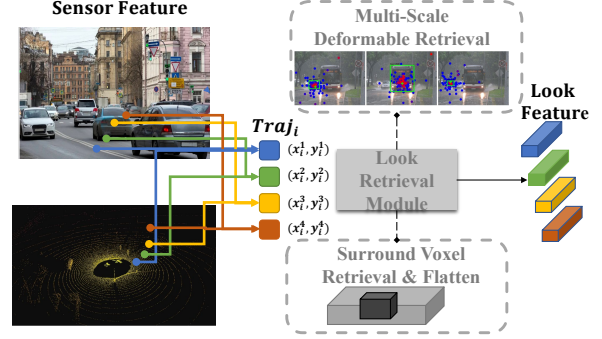 Sensor Feature
Multi-Scale
Deformable Retrieval
Look
Feature
Traj_i
(x_i^1, y_i^1)
(x_i^2, y_i^2)
(x_i^3, y_i^3)
(x_i^4, y_i^4)
Look
Retrieval
Module
Surround Voxel
Retrieval & Flatten